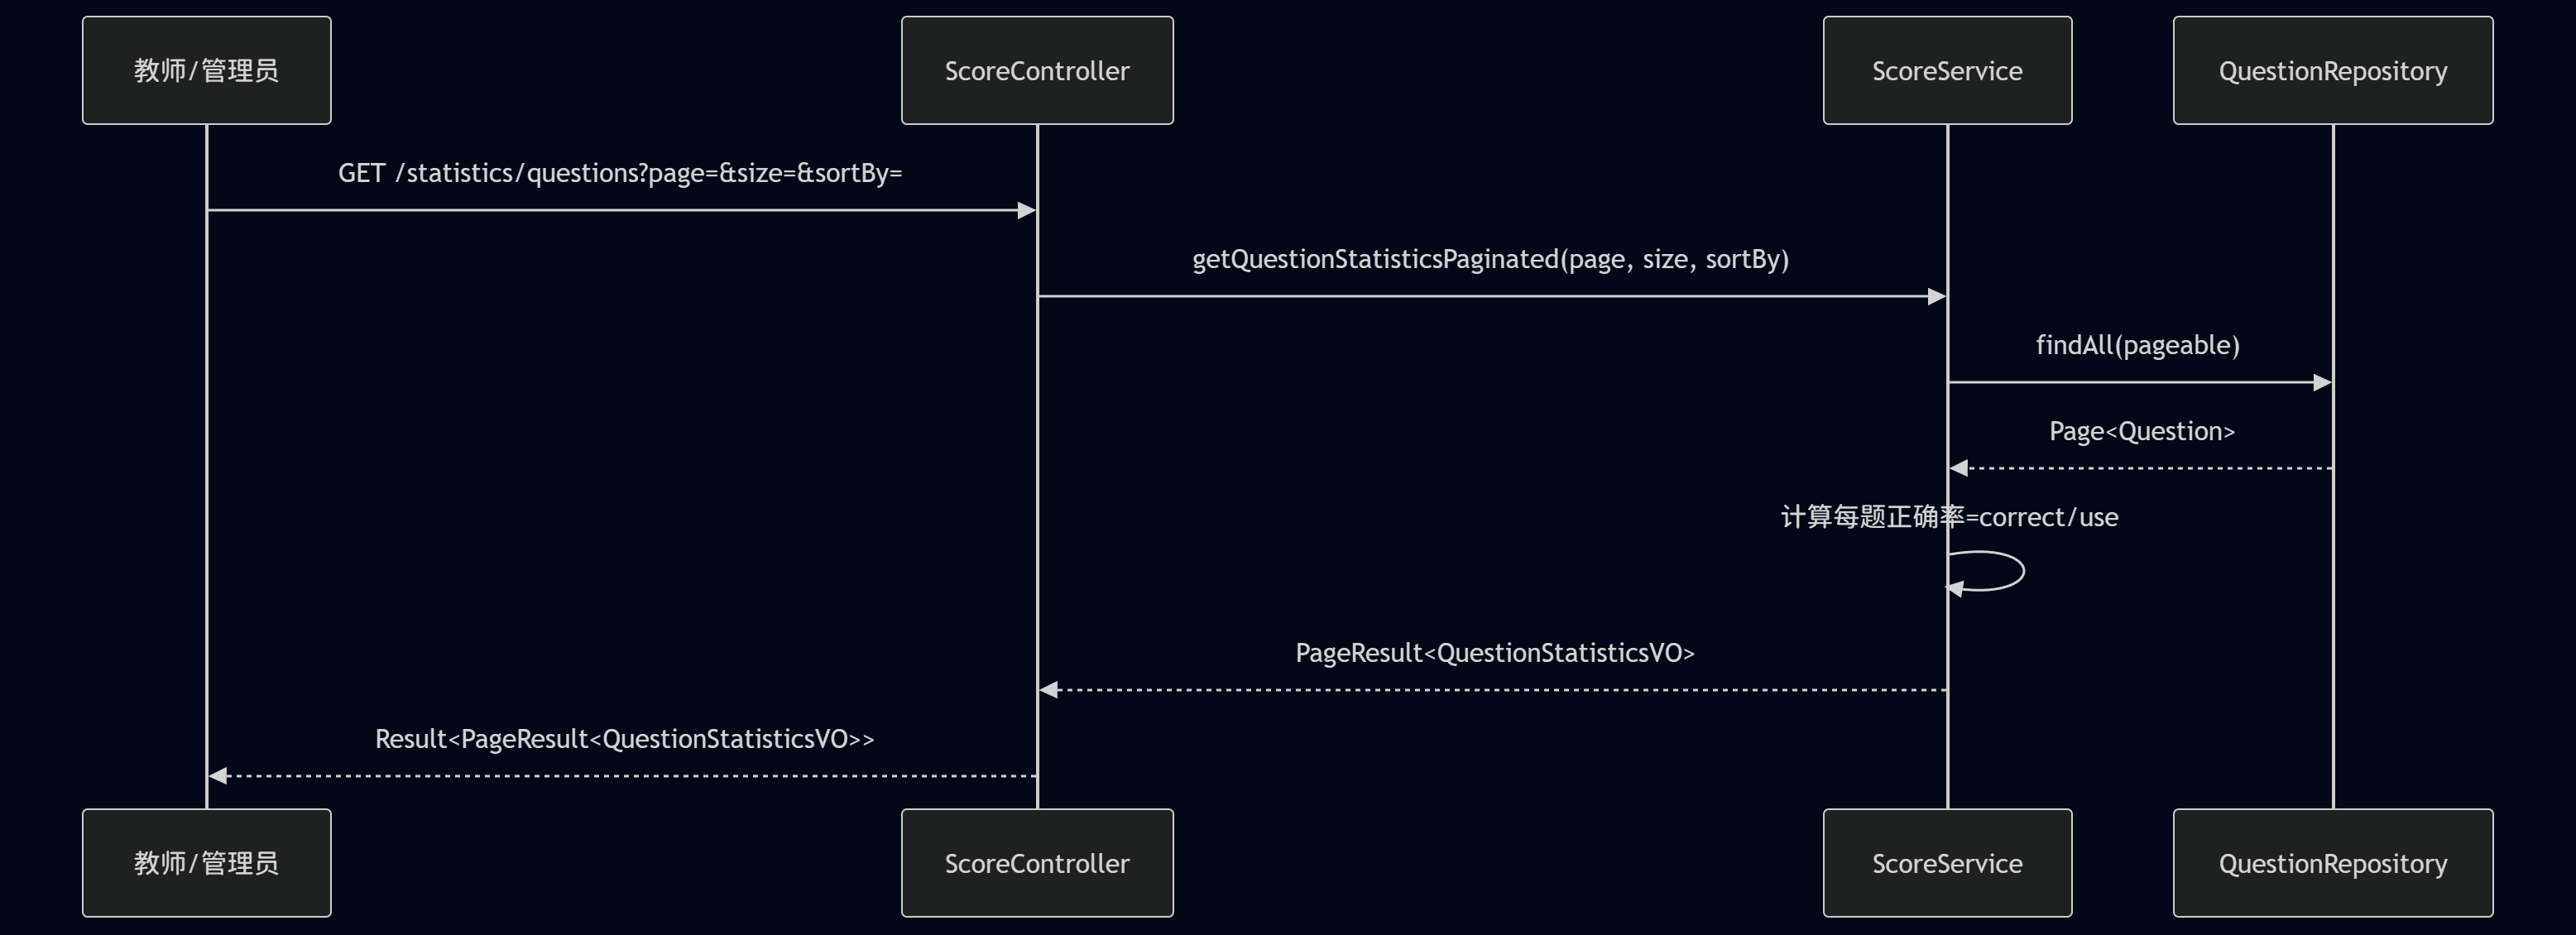 教师/管理员
ScoreController
ScoreService
QuestionRepository
GET /statistics/questions?page=&size=&sortBy=
getQuestionStatisticsPaginated(page, size, sortBy)
findAll(pageable)
Page<Question>
计算每题正确率=correct/use
PageResult<QuestionStatisticsVO>
Result<PageResult<QuestionStatisticsVO>>
教师/管理员
ScoreController
ScoreService
QuestionRepository